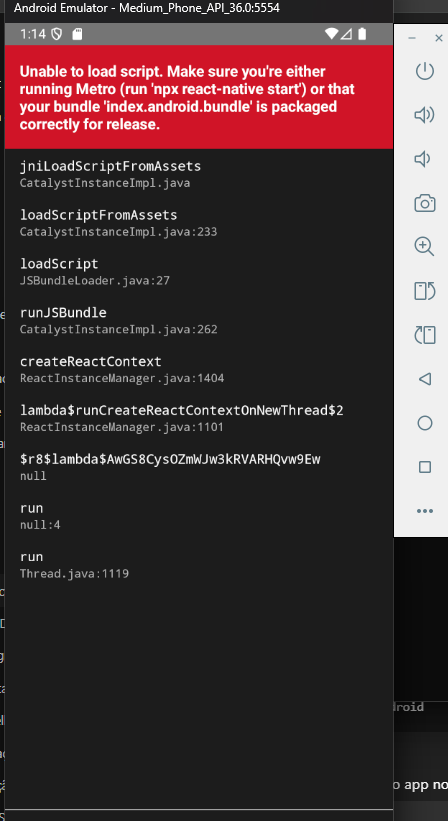 Android Emulator - Medium_Phone_API_36.0:5554
1:14
Unable to load script. Make sure you're either
running Metro (run 'npx react-native start') or that
your bundle 'index.android.bundle' is packaged
correctly for release.
jniLoadScriptFromAssets
CatalystInstanceImpl.java
loadScriptFromAssets
CatalystInstanceImpl.java:233
loadScript
JSBundleLoader.java:27
runJSBundle
CatalystInstanceImpl.java:262
createReactContext
ReactInstanceManager.java:1404
lambda$runCreateReactContextOnNewThread$2
ReactInstanceManager.java:1101
$r8$lambda$AwGS8CysOZmWJw3kRVARHQvw9Ew
null
run
null:4
run
Thread.java:1119
droid
o app no